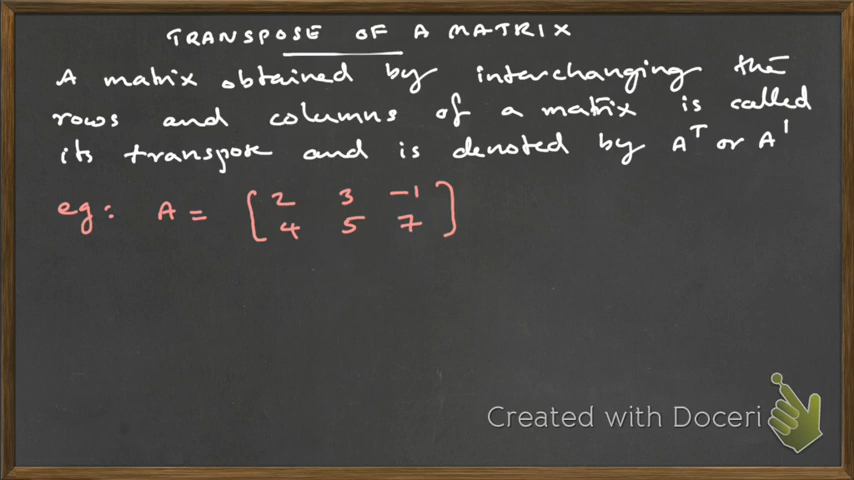 TRANSPOSE OF A MATRIX
A matrix obtained by interchanging the
rows and columns of a matrix is called
its transpose and is denoted by Aᵀ or A'
eg: A = [ 2 3 -1
4 5 7 ]
Created with Doceri